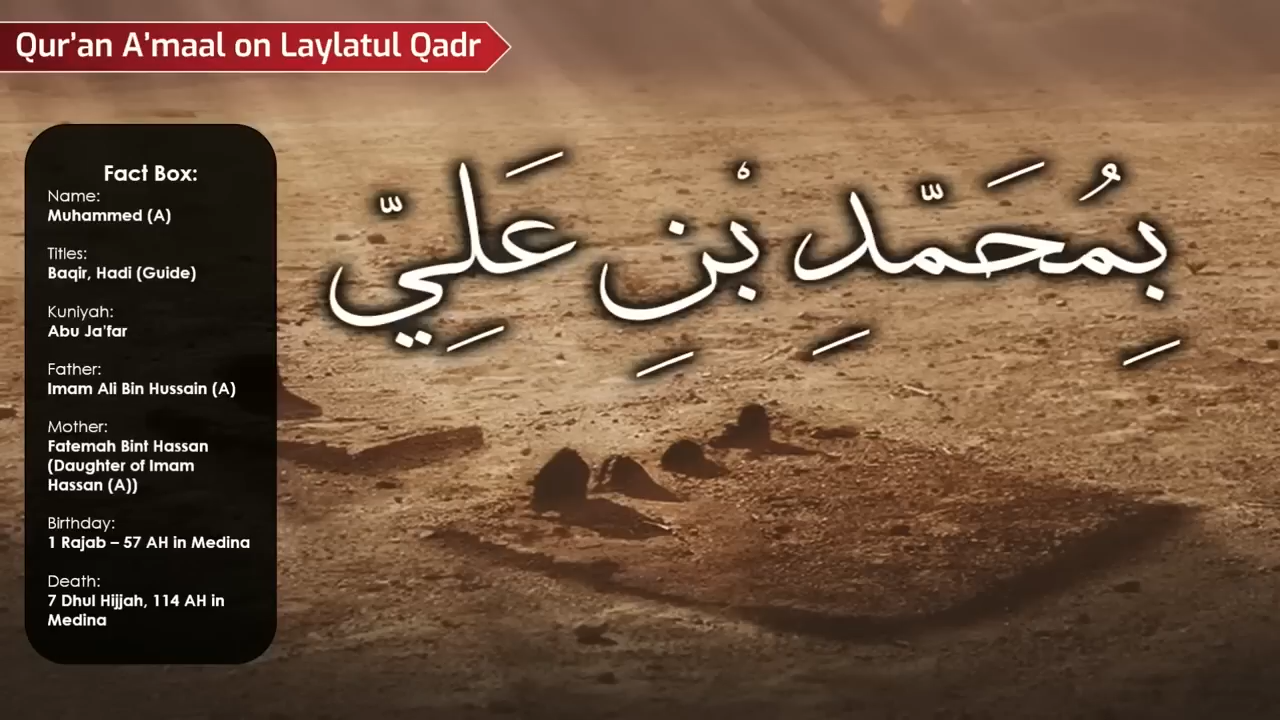 Qur’an A’maal on Laylatul Qadr
بِمُحَمَّدِ بْنِ عَلِيّ
Fact Box:
Name:
Muhammed (A)
Titles:
Baqir, Hadi (Guide)
Kuniyah:
Abu Ja’far
Father:
Imam Ali Bin Hussain (A)
Mother:
Fatemah Bint Hassan
(Daughter of Imam
Hassan (A))
Birthday:
1 Rajab – 57 AH in Medina
Death:
7 Dhul Hijjah, 114 AH in
Medina